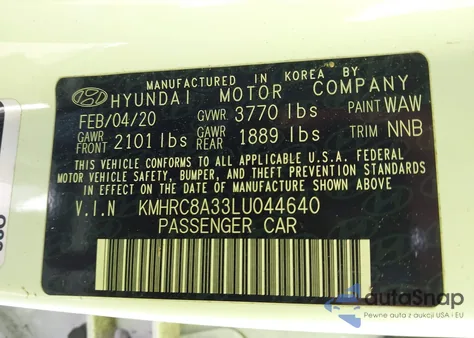 MANUFACTURED IN KOREA BY
HYUNDAI MOTOR COMPANY
FEB/04/20 GVWR 3770 lbs PAINT WAW
GAWR FRONT 2101 lbs GAWR REAR 1889 lbs TRIM NNB
THIS VEHICLE CONFORMS TO ALL APPLICABLE U.S.A. FEDERAL
MOTOR VEHICLE SAFETY, BUMPER, AND THEFT PREVENTION STANDARDS
IN EFFECT ON THE DATE OF MANUFACTURE SHOWN ABOVE.
V.I.N KMHRC8A33LU044640
PASSENGER CAR
autoSnap
Pewne auta z aukcji USA i EU